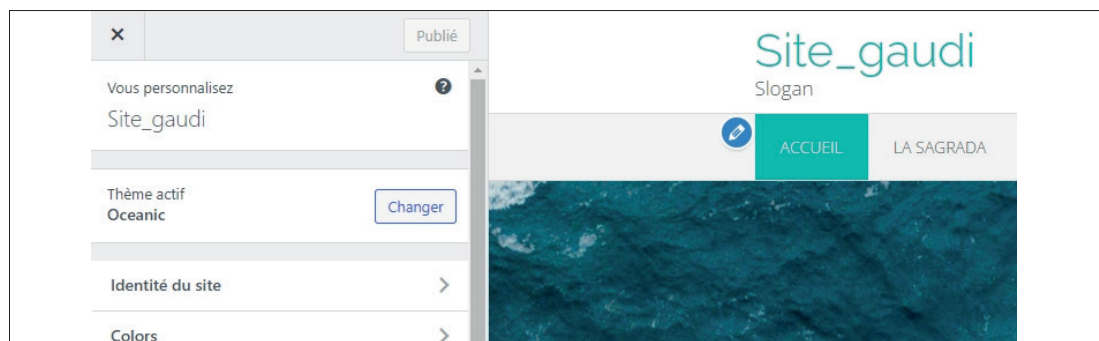 Publié
Vous personnalisez
Site_gaudi
Thème actif
Oceanic
Changer
Identité du site
Colors
Site_gaudi
Slogan
ACCUEIL LA SAGRADA